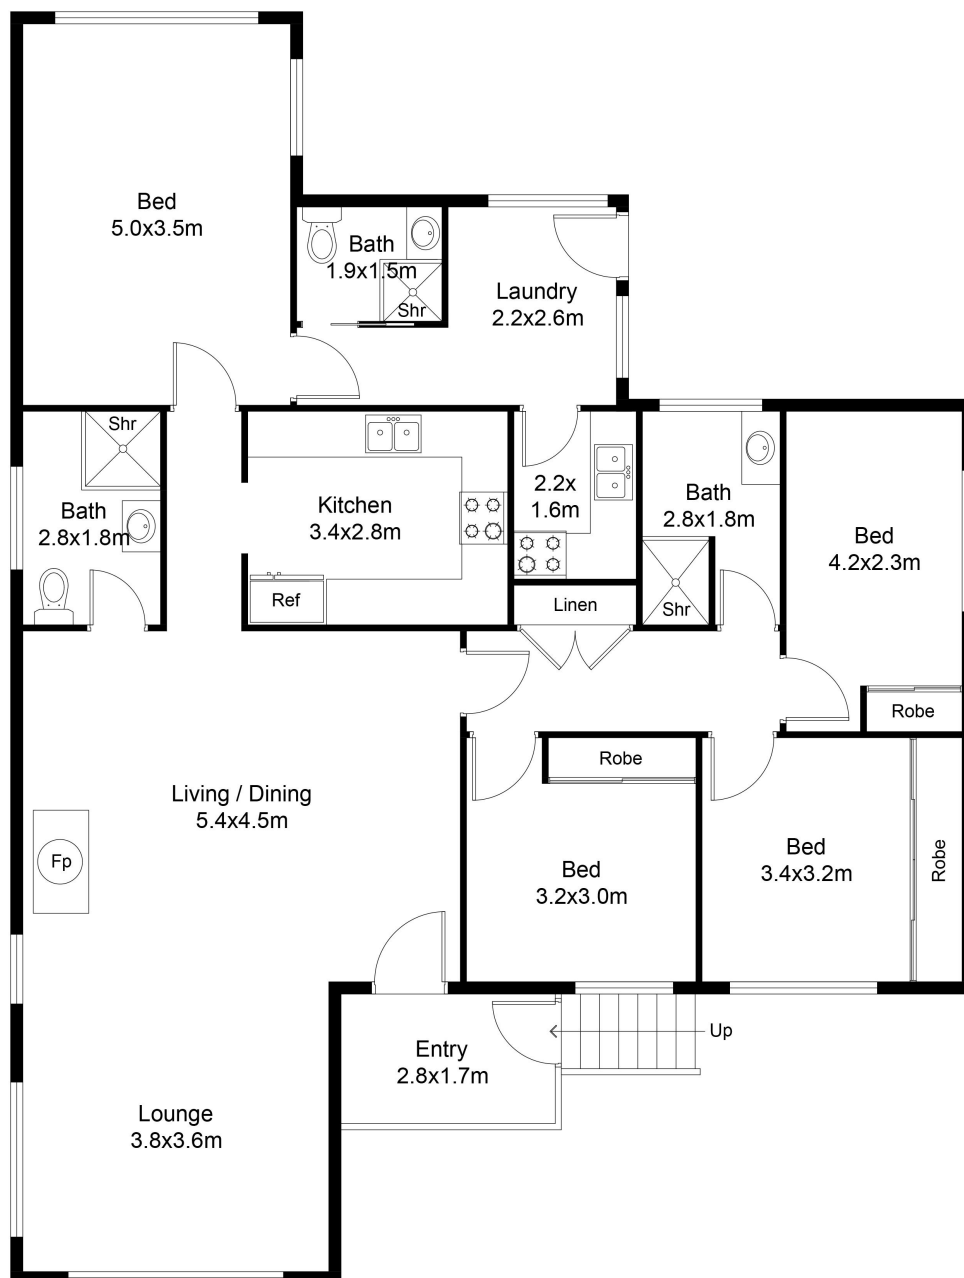 Bed
5.0x3.5m
Bath
1.9x1.5m
Shr
Laundry
2.2x2.6m
Shr
Bath
2.8x1.8m
Kitchen
3.4x2.8m
Ref
2.2x
1.6m
Linen
Bath
2.8x1.8m
Shr
Bed
4.2x2.3m
Robe
Living / Dining
5.4x4.5m
Fp
Robe
Bed
3.2x3.0m
Bed
3.4x3.2m
Robe
Entry
2.8x1.7m
Up
Lounge
3.8x3.6m